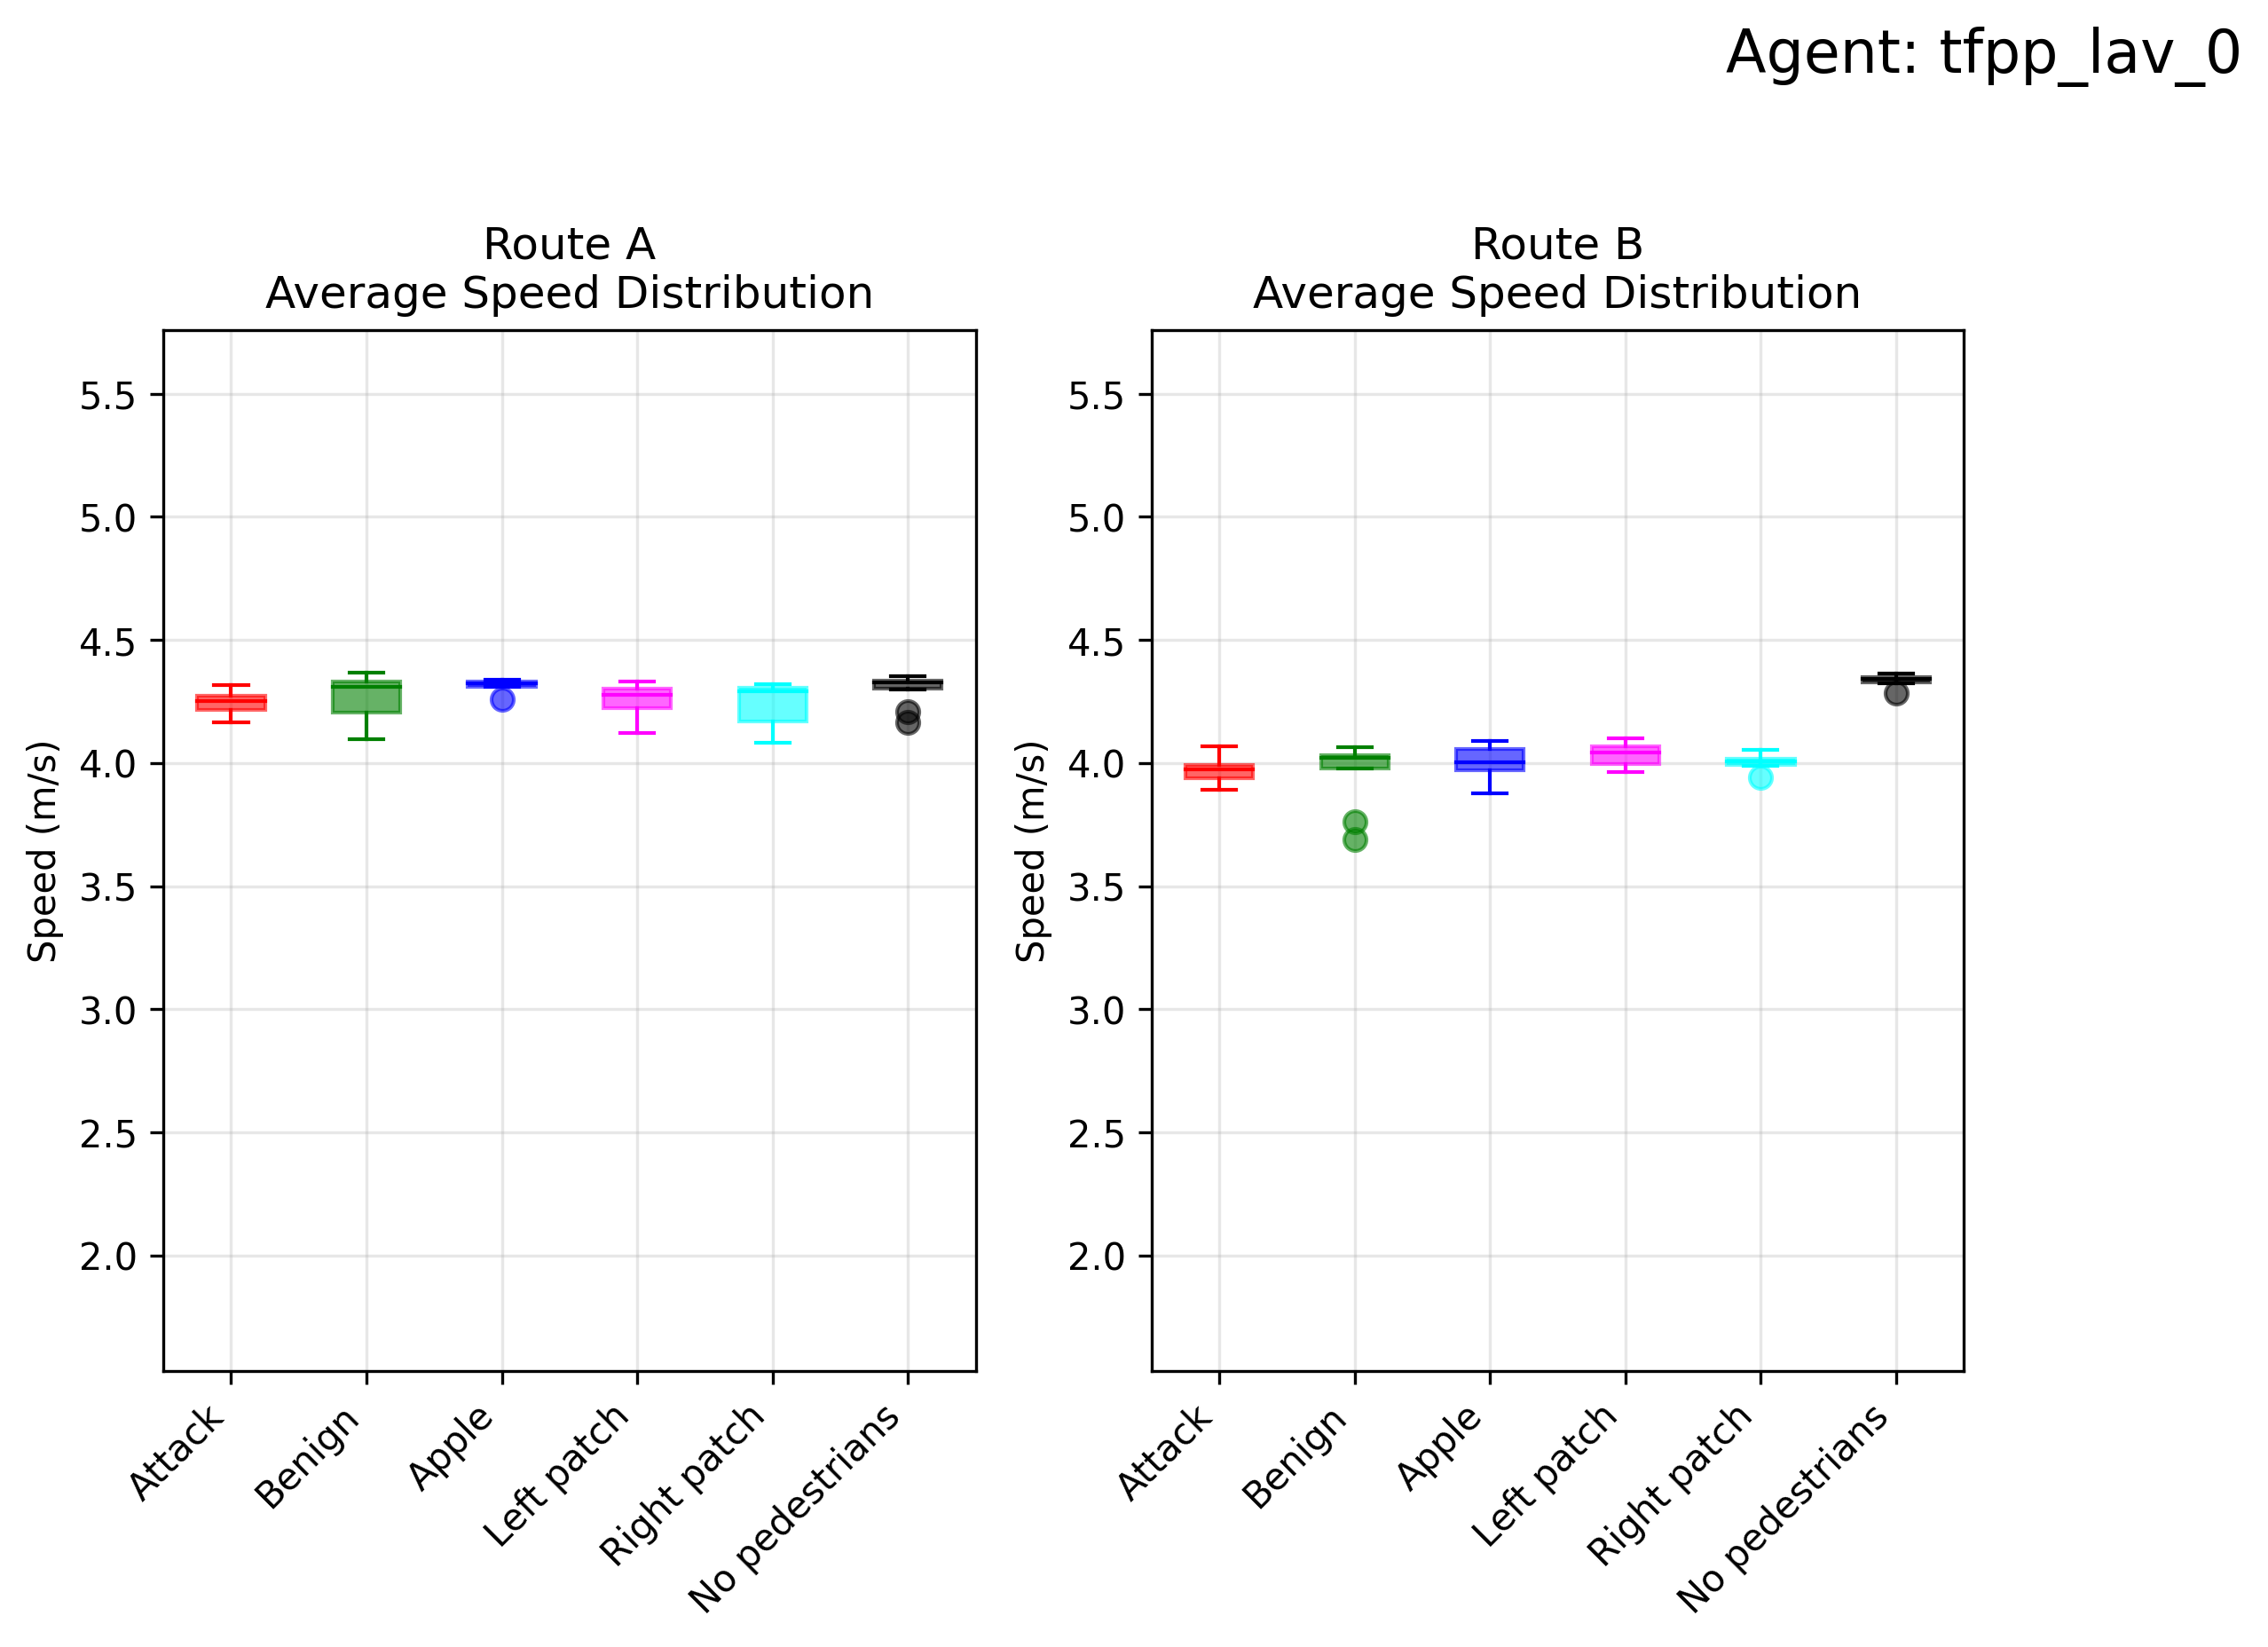 Agent: tfpp_lav_0
Route A
Average Speed Distribution
Speed (m/s)
5.5
5.0
4.5
4.0
3.5
3.0
2.5
2.0
Attack
Benign
Apple
Left patch
Right patch
No pedestrians
Route B
Average Speed Distribution
Speed (m/s)
5.5
5.0
4.5
4.0
3.5
3.0
2.5
2.0
Attack
Benign
Apple
Left patch
Right patch
No pedestrians